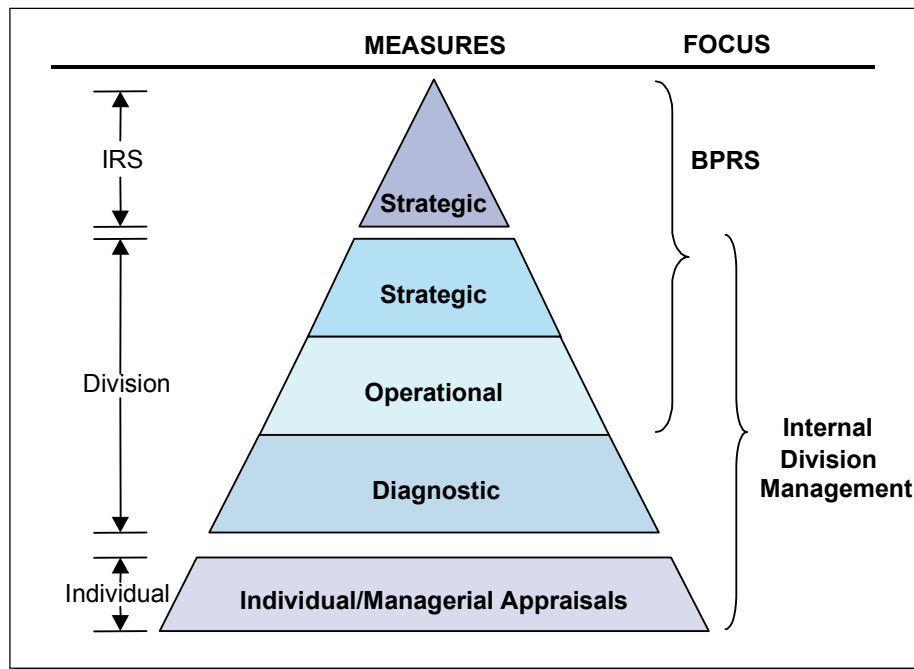 MEASURES FOCUS
IRS
BPRS
Strategic
Strategic
Division
Operational
Internal
Division
Management
Diagnostic
Individual
Individual/Managerial Appraisals